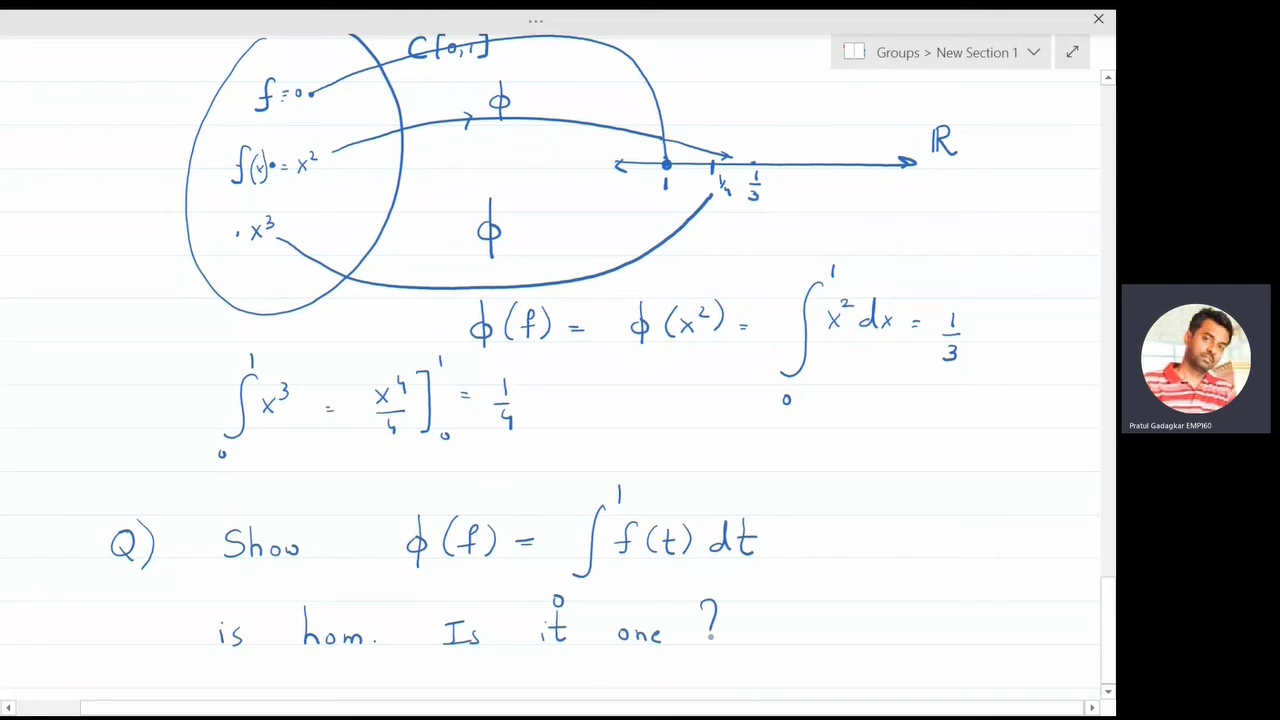 ...
Groups > New Section 1
C[0,1]
f = 0
ϕ
f(x) = x²
ℝ
1 1/4 1/3
. x³
ϕ
ϕ(f) = ϕ(x²) = ∫₀¹ x² dx = 1/3
∫₀¹ x³ = x⁴/4 ]₀¹ = 1/4
Pratul Gadagkar EMP160
Q) Show ϕ(f) = ∫₀¹ f(t) dt
is hom. Is it one ?